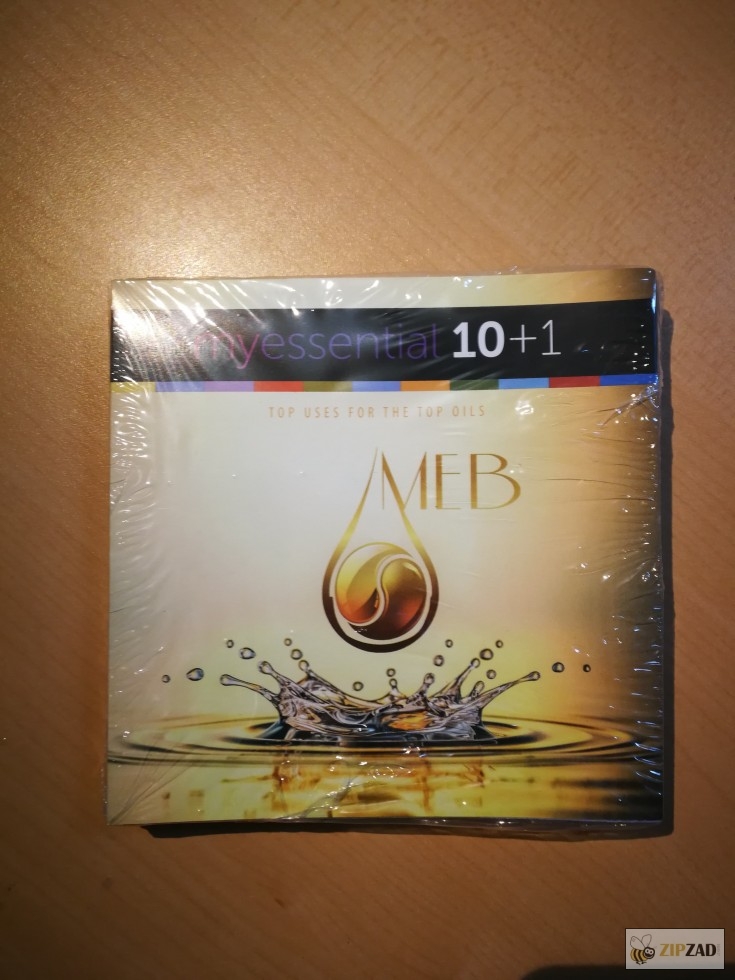 myessential 10+1
TOP USES FOR THE TOP OILS
MEB
ZIPZAD